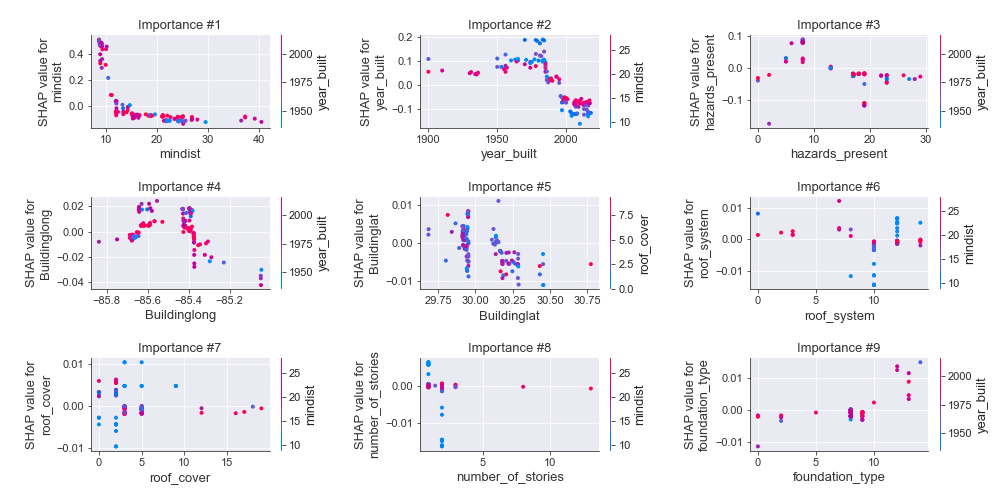 Importance #1
SHAP value for
mindist
0.4
0.2
0.0
10
20
30
40
mindist
2000
1975
1950
year_built
Importance #2
SHAP value for
year_built
0.2
0.1
0.0
−0.1
1900
1950
2000
year_built
25
20
15
10
mindist
Importance #3
SHAP value for
hazards_present
0.1
0.0
−0.1
0
10
20
30
hazards_present
2000
1975
1950
year_built
Importance #4
SHAP value for
Buildinglong
0.02
0.00
−0.02
−0.04
−85.8
−85.6
−85.4
−85.2
Buildinglong
2000
1975
1950
year_built
Importance #5
SHAP value for
Buildinglat
0.01
0.00
−0.01
29.75
30.00
30.25
30.50
30.75
Buildinglat
7.5
5.0
2.5
0.0
roof_cover
Importance #6
SHAP value for
roof_system
0.01
0.00
−0.01
0
5
10
roof_system
25
20
15
10
mindist
Importance #7
SHAP value for
roof_cover
0.01
0.00
−0.01
0
5
10
15
roof_cover
25
20
15
10
mindist
Importance #8
SHAP value for
number_of_stories
0.00
−0.01
5
10
number_of_stories
25
20
15
10
mindist
Importance #9
SHAP value for
foundation_type
0.01
0.00
−0.01
0
5
10
foundation_type
2000
1975
1950
year_built